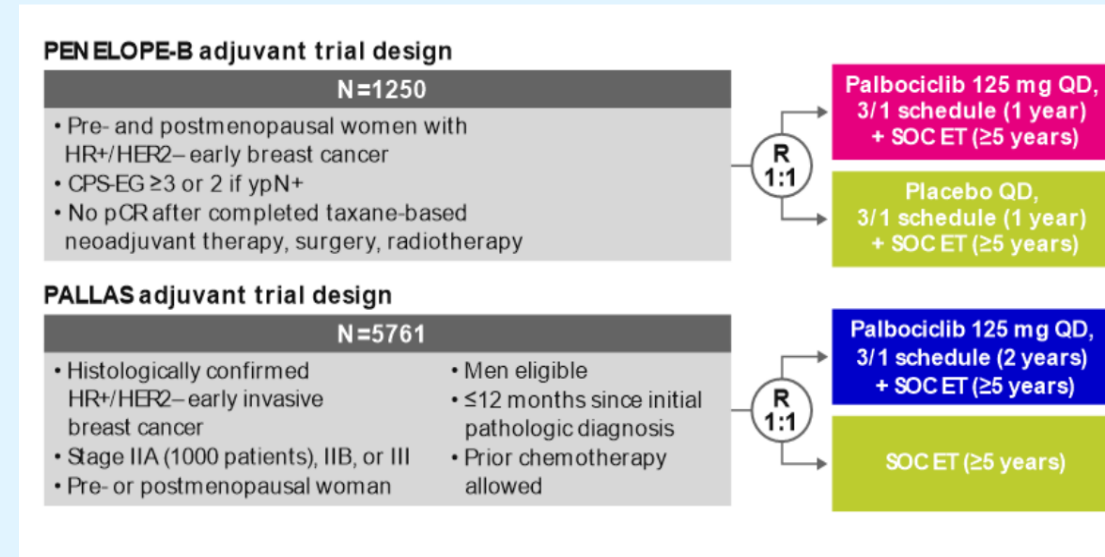 PENELOPE-B adjuvant trial design
N=1250
• Pre- and postmenopausal women with
HR+/HER2– early breast cancer
• CPS-EG ≥3 or 2 if ypN+
• No pCR after completed taxane-based
neoadjuvant therapy, surgery, radiotherapy
R
1:1
Palbociclib 125 mg QD,
3/1 schedule (1 year)
+ SOC ET (≥5 years)
Placebo QD,
3/1 schedule (1 year)
+ SOC ET (≥5 years)
PALLAS adjuvant trial design
N=5761
• Histologically confirmed
HR+/HER2– early invasive
breast cancer
• Stage IIA (1000 patients), IIB, or III
• Pre- or postmenopausal woman
• Men eligible
• ≤12 months since initial
pathologic diagnosis
• Prior chemotherapy
allowed
R
1:1
Palbociclib 125 mg QD,
3/1 schedule (2 years)
+ SOC ET (≥5 years)
SOC ET (≥5 years)